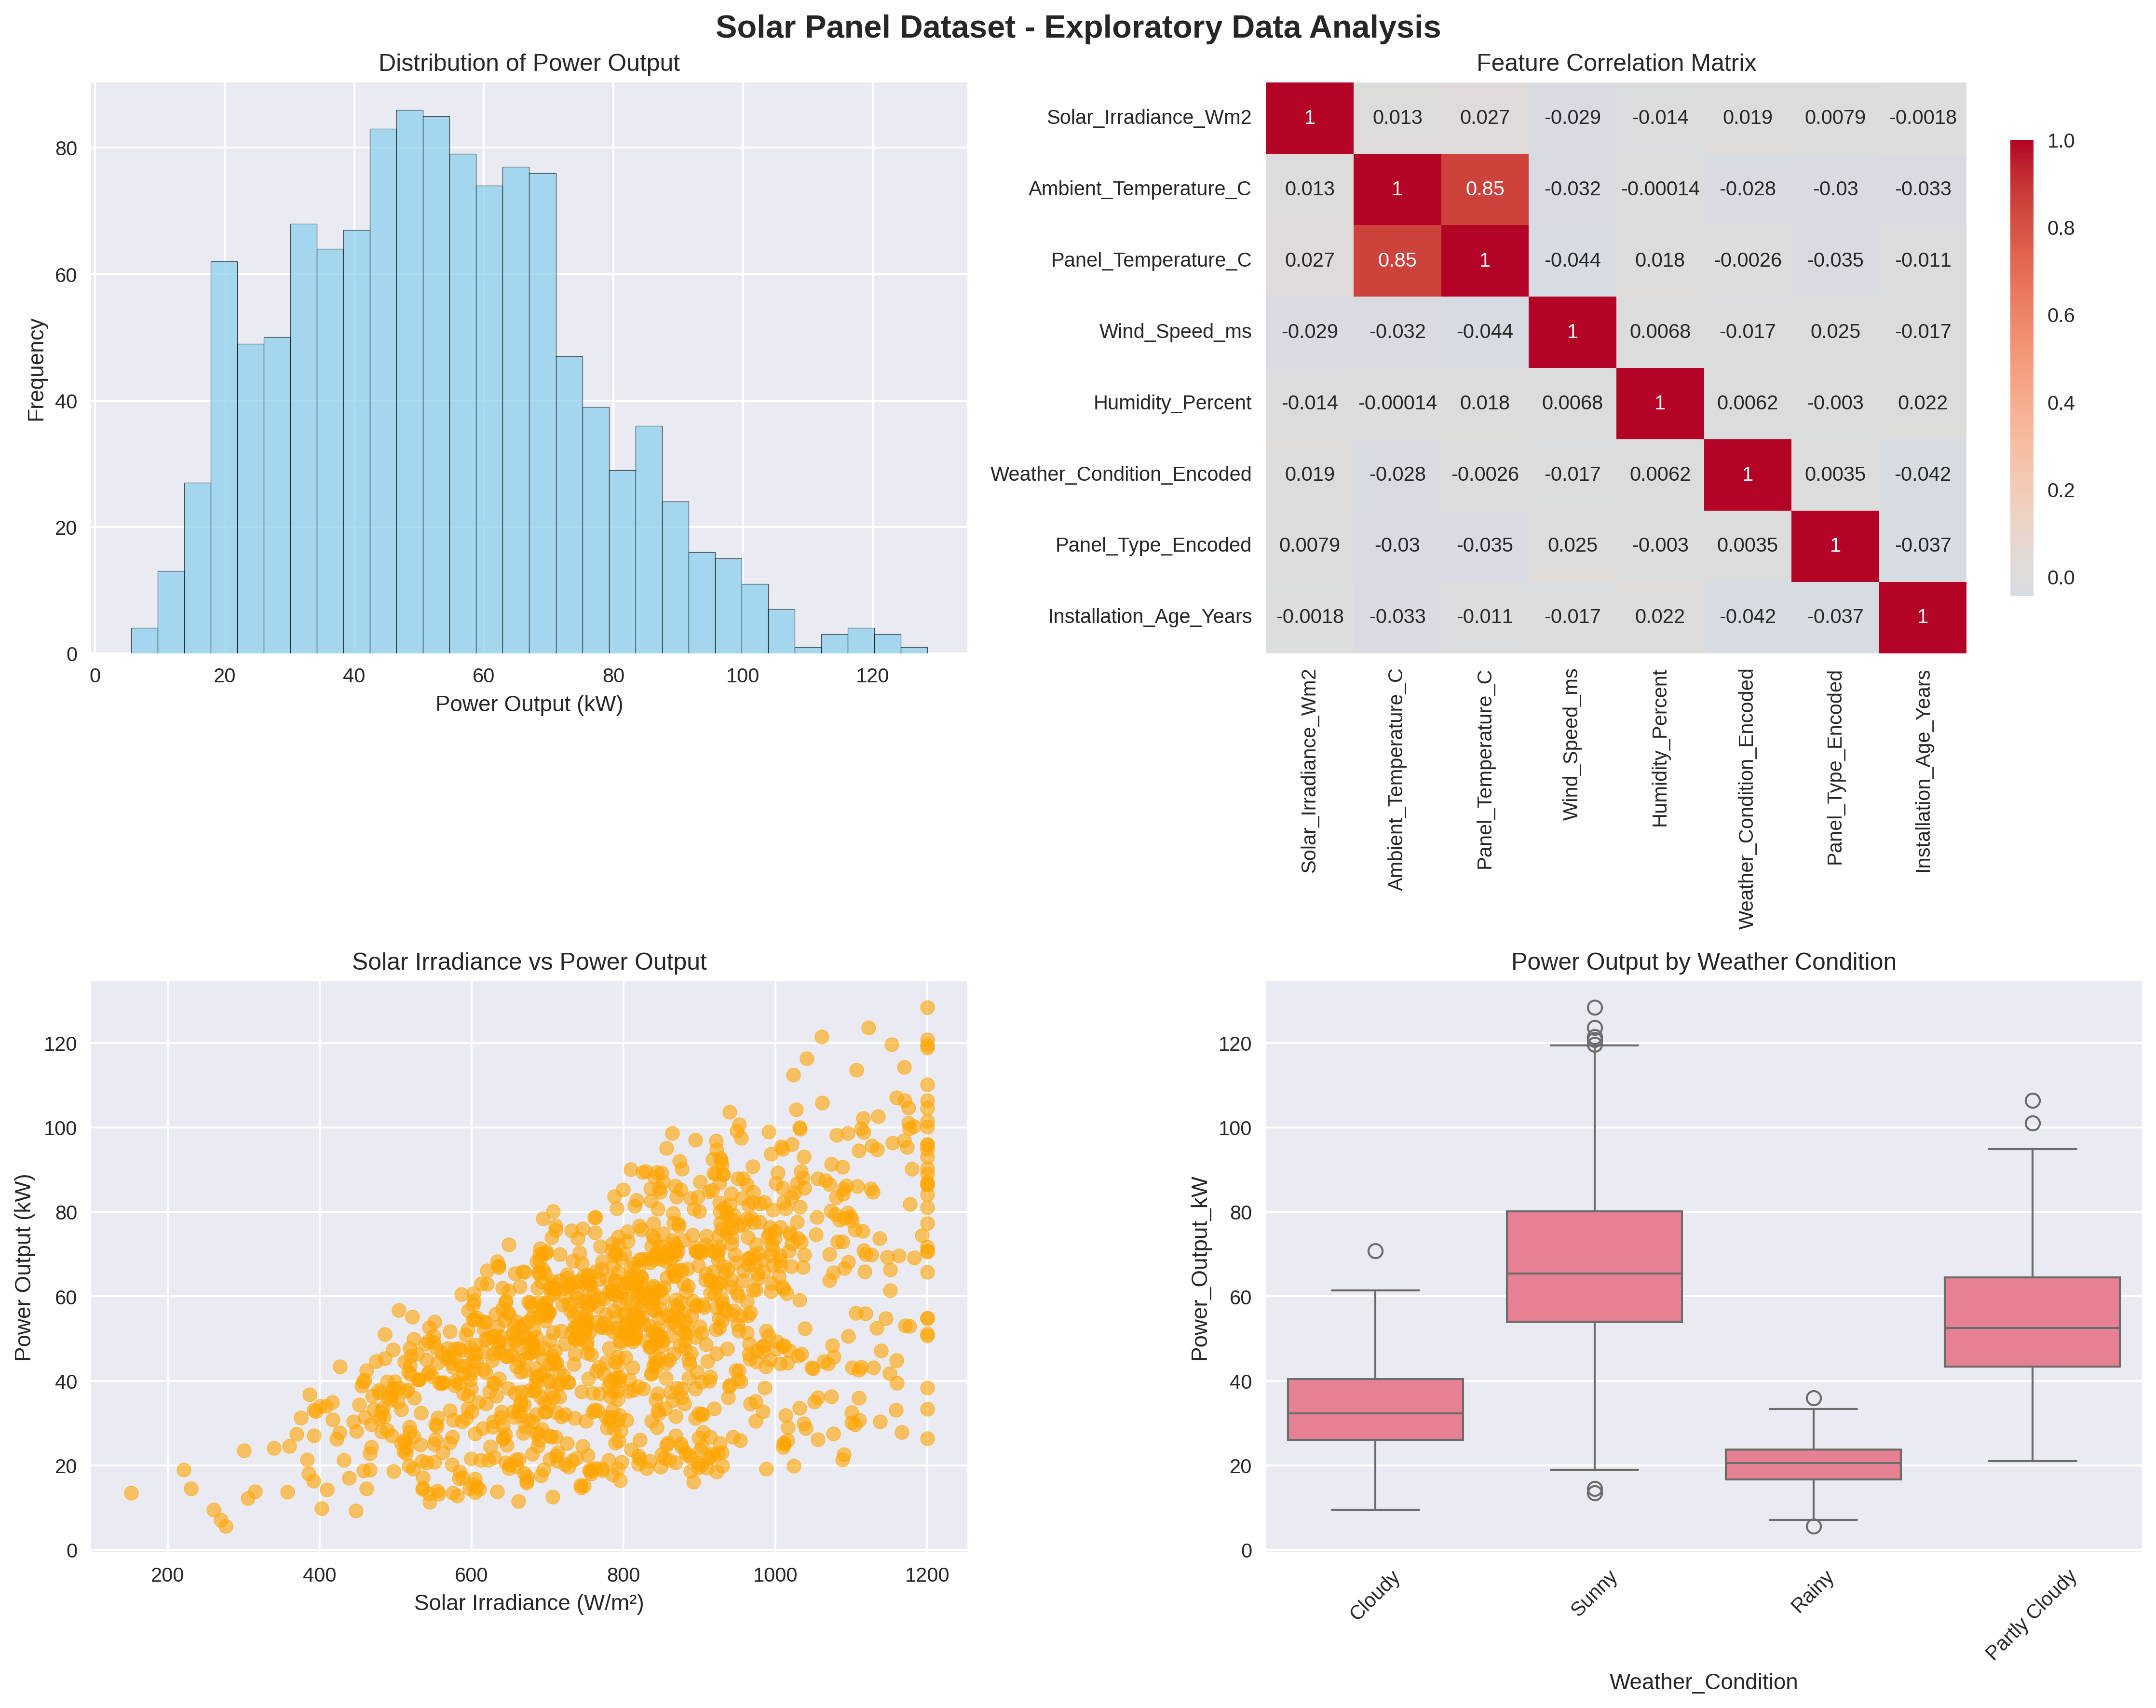 Solar Panel Dataset - Exploratory Data Analysis
Distribution of Power Output
80
60
40
20
0
Frequency
0 20 40 60 80 100 120
Power Output (kW)
Feature Correlation Matrix
Solar_Irradiance_Wm2 1 0.013 0.027 -0.029 -0.014 0.019 0.0079 -0.0018
Ambient_Temperature_C 0.013 1 0.85 -0.032 -0.00014 -0.028 -0.03 -0.033
Panel_Temperature_C 0.027 0.85 1 -0.044 0.018 -0.0026 -0.035 -0.011
Wind_Speed_ms -0.029 -0.032 -0.044 1 0.0068 -0.017 0.025 -0.017
Humidity_Percent -0.014 -0.00014 0.018 0.0068 1 0.0062 -0.003 0.022
Weather_Condition_Encoded 0.019 -0.028 -0.0026 -0.017 0.0062 1 0.0035 -0.042
Panel_Type_Encoded 0.0079 -0.03 -0.035 0.025 -0.003 0.0035 1 -0.037
Installation_Age_Years -0.0018 -0.033 -0.011 -0.017 0.022 -0.042 -0.037 1
Solar_Irradiance_Wm2
Ambient_Temperature_C
Panel_Temperature_C
Wind_Speed_ms
Humidity_Percent
Weather_Condition_Encoded
Panel_Type_Encoded
Installation_Age_Years
1.0
0.8
0.6
0.4
0.2
0.0
Solar Irradiance vs Power Output
120
100
80
60
40
20
0
Power Output (kW)
200 400 600 800 1000 1200
Solar Irradiance (W/m²)
Power Output by Weather Condition
120
100
80
60
40
20
0
Power_Output_kW
Cloudy
Sunny
Rainy
Partly Cloudy
Weather_Condition